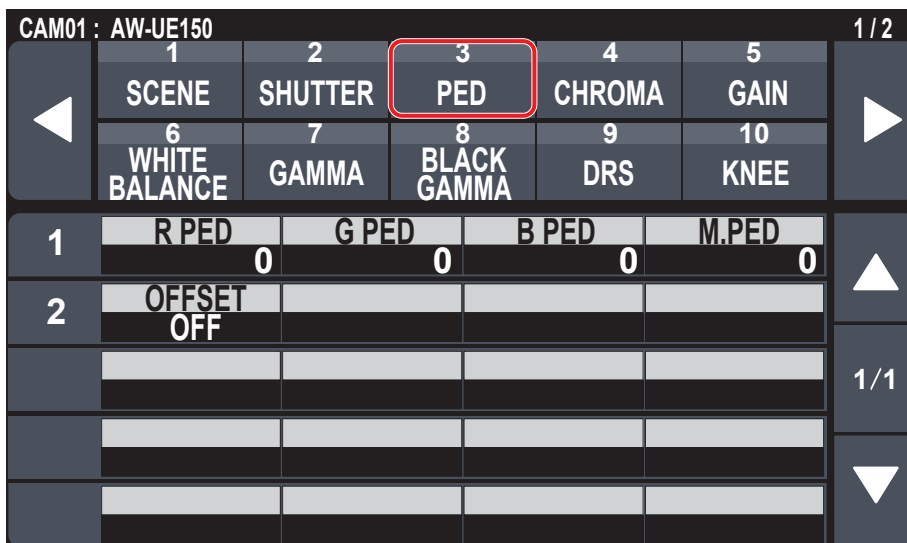 CAM01 : AW-UE150 1 / 2
1 2 3 4 5
SCENE SHUTTER PED CHROMA GAIN
6 7 8 9 10
WHITE BALANCE GAMMA BLACK GAMMA DRS KNEE
1 R PED G PED B PED M.PED
0 0 0 0
2 OFFSET
OFF
1/1